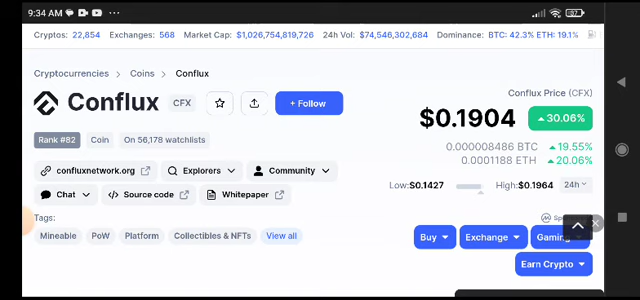 9:34 AM
57
Cryptos: 22,854 Exchanges: 568 Market Cap: $1,026,754,819,726 24h Vol: $74,546,302,684 Dominance: BTC: 42.3% ETH: 19.1%
Cryptocurrencies > Coins > Conflux
Conflux CFX
+ Follow
Conflux Price (CFX)
$0.1904 30.06%
Rank #82 Coin On 56,178 watchlists
0.000008486 BTC 19.55%
0.0001188 ETH 20.06%
confluxnetwork.org Explorers Community
Low: $0.1427 High: $0.1964 24h
Chat Source code Whitepaper
Tags:
Mineable PoW Platform Collectibles & NFTs View all
Buy Exchange Gaming
Earn Crypto